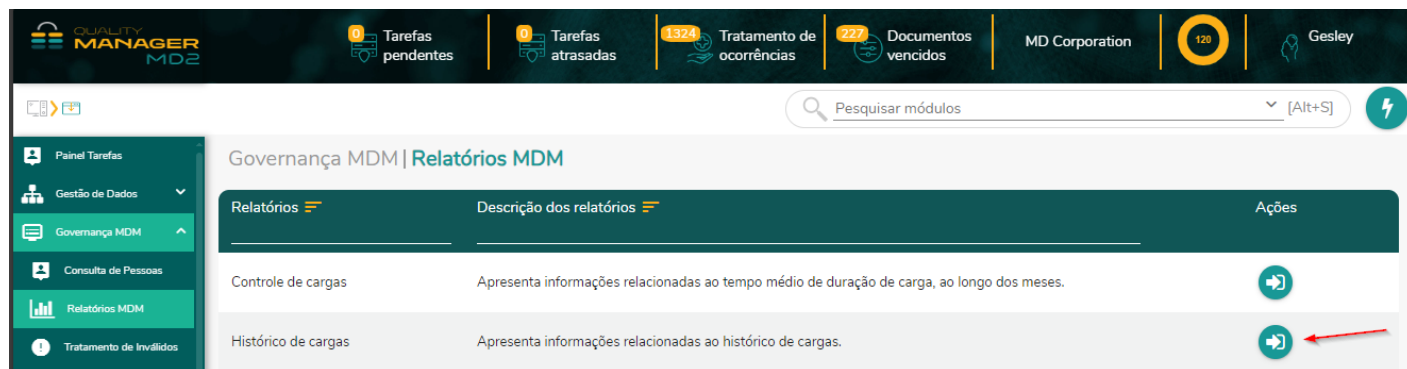 QUALITY
MANAGER
MD2
0
Tarefas
pendentes
0
Tarefas
atrasadas
1324
Tratamento de
ocorrências
227
Documentos
vencidos
MD Corporation
120
Gesley
Pesquisar módulos
[Alt+S]
Painel Tarefas
Gestão de Dados
Governança MDM
Consulta de Pessoas
Relatórios MDM
Tratamento de Inválidos
Governança MDM | Relatórios MDM
Relatórios Descrição dos relatórios Ações
Controle de cargas Apresenta informações relacionadas ao tempo médio de duração de carga, ao longo dos meses.
Histórico de cargas Apresenta informações relacionadas ao histórico de cargas.